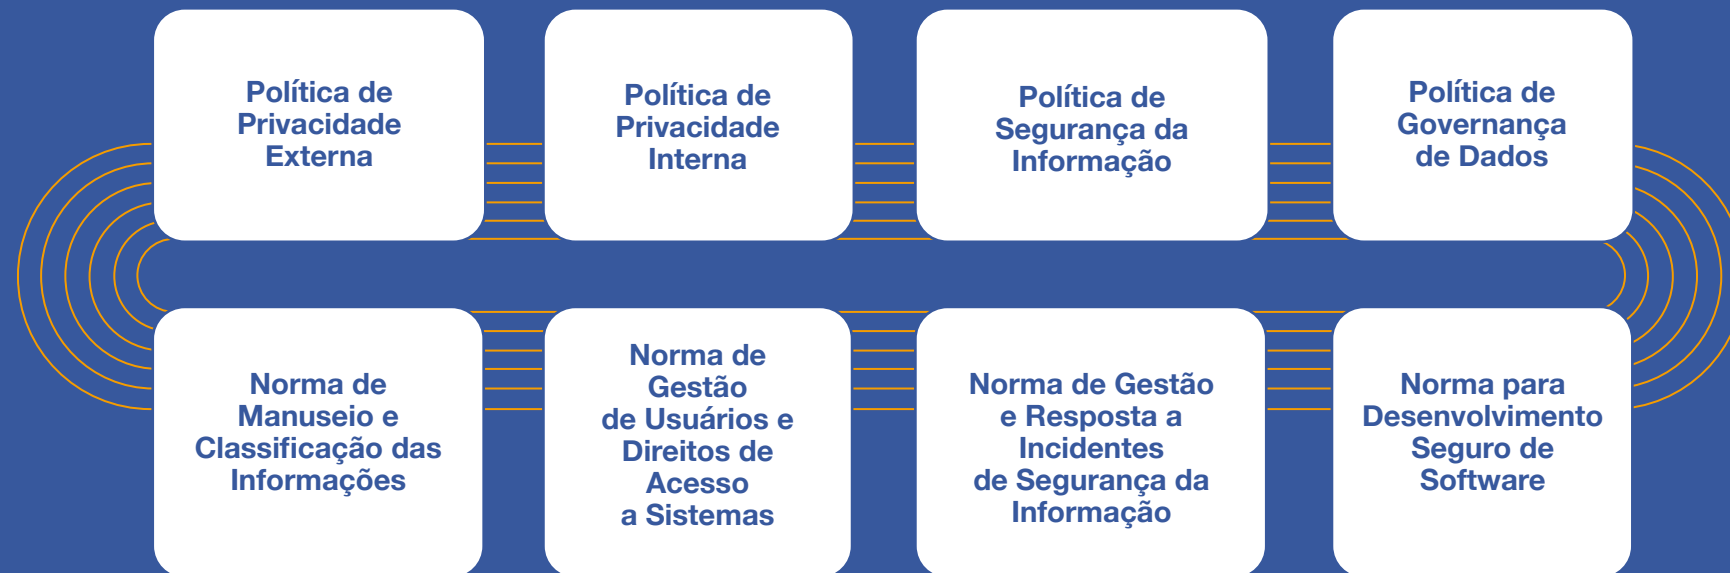 Política de
Privacidade
Externa
Política de
Privacidade
Interna
Política de
Segurança da
Informação
Política de
Governança
de Dados
Norma de
Manuseio e
Classificação das
Informações
Norma de
Gestão
de Usuários e
Direitos de
Acesso
a Sistemas
Norma de Gestão
e Resposta a
Incidentes
de Segurança da
Informação
Norma para
Desenvolvimento
Seguro de
Software